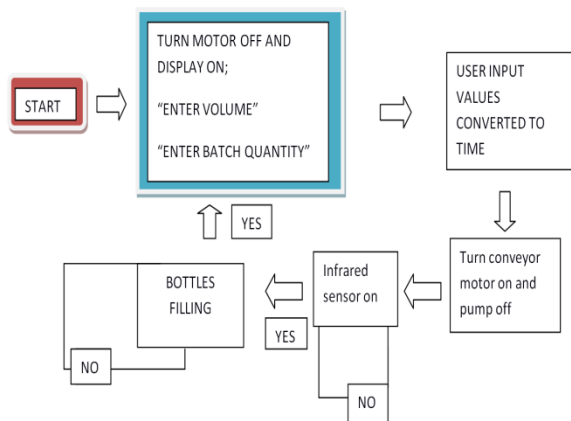 START
TURN MOTOR OFF AND
DISPLAY ON;
“ENTER VOLUME”
“ENTER BATCH QUANTITY”
USER INPUT
VALUES
CONVERTED TO
TIME
Turn conveyor
motor on and
pump off
Infrared
sensor on
NO
YES
BOTTLES
FILLING
NO
YES